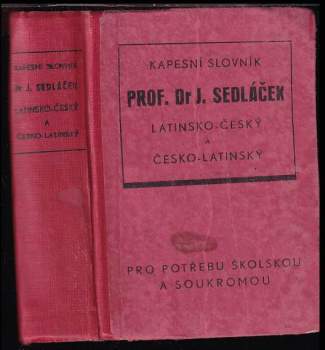 KAPESNÍ SLOVNÍK
Dr J. SEDLÁČEK
LATINSKO-ČESKÝ
A
ČESKO-LATINSKÝ
KAPESNÍ SLOVNÍK
PROF. Dr J. SEDLÁČEK
LATINSKO-ČESKÝ
A
ČESKO-LATINSKÝ
PRO POTŘEBU ŠKOLSKOU
A SOUKROMOU